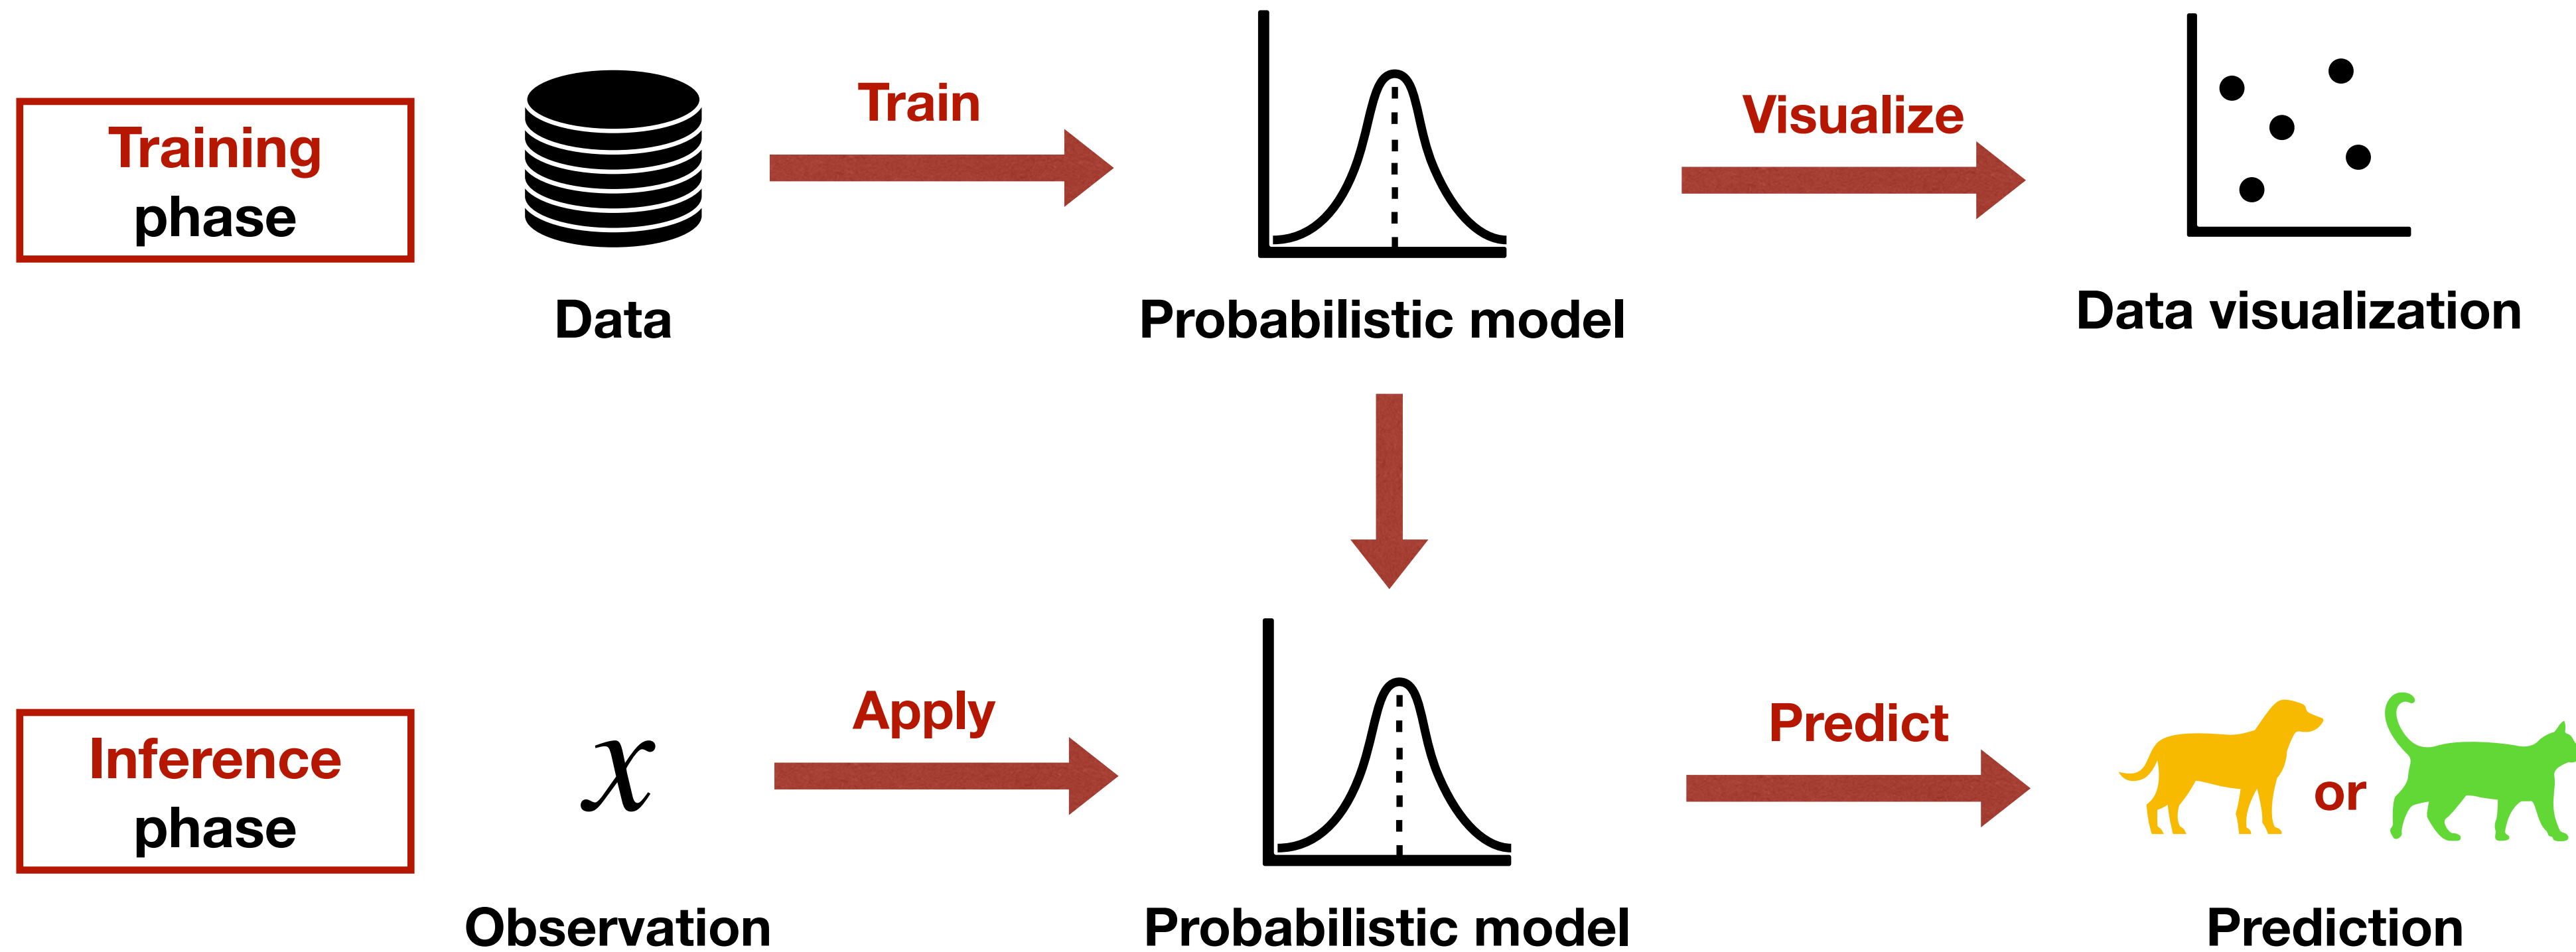 Training
phase
Train
Visualize
Data
Probabilistic model
Data visualization
Inference
phase
x
Apply
Predict
or
Observation
Probabilistic model
Prediction